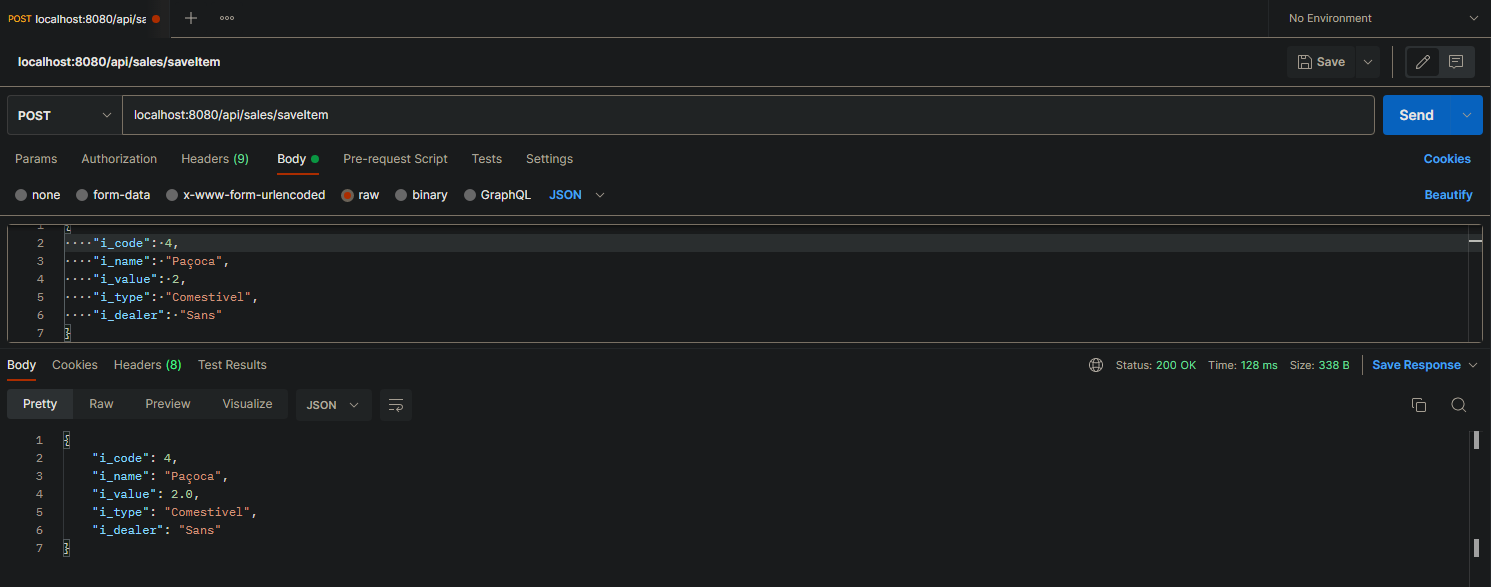 POST localhost:8080/api/sa No Environment
localhost:8080/api/sales/saveItem Save
POST localhost:8080/api/sales/saveItem Send
Params Authorization Headers (9) Body Pre-request Script Tests Settings Cookies
none form-data x-www-form-urlencoded raw binary GraphQL JSON Beautify
1 {
2 ····"i_code":·4,
3 ····"i_name":·"Paçoca",
4 ····"i_value":·2,
5 ····"i_type":·"Comestivel",
6 ····"i_dealer":·"Sans"
7 }
Body Cookies Headers (8) Test Results Status: 200 OK Time: 128 ms Size: 338 B Save Response
Pretty Raw Preview Visualize JSON
1 {
2 "i_code": 4,
3 "i_name": "Paçoca",
4 "i_value": 2.0,
5 "i_type": "Comestivel",
6 "i_dealer": "Sans"
7 }